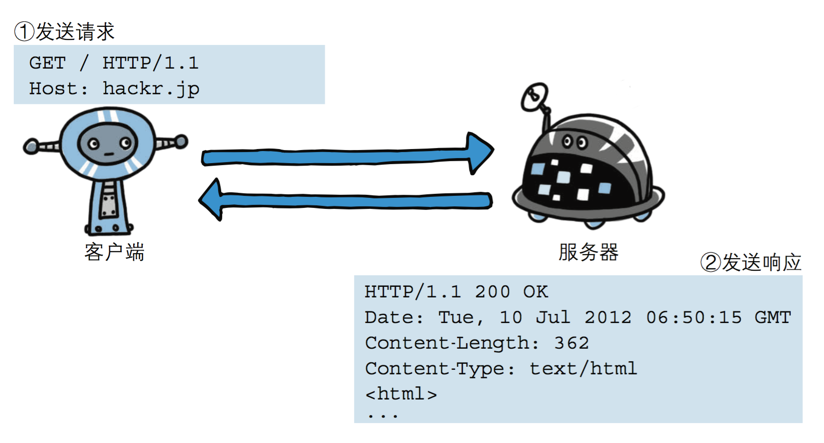 ①发送请求
GET / HTTP/1.1
Host: hackr.jp
客户端
服务器
②发送响应
HTTP/1.1 200 OK
Date: Tue, 10 Jul 2012 06:50:15 GMT
Content-Length: 362
Content-Type: text/html
<html>
...